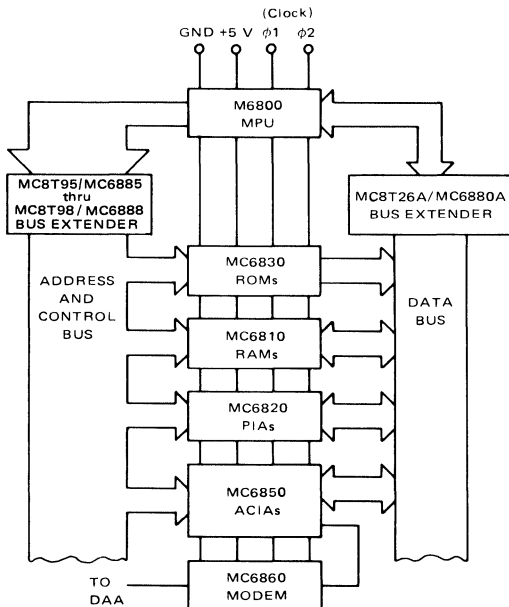 (Clock)
GND +5 V ϕ1 ϕ2
M6800
MPU
MC8T95/MC6885
thru
MC8T98/MC6888
BUS EXTENDER
MC8T26A/MC6880A
BUS EXTENDER
ADDRESS
AND
CONTROL
BUS
MC6830
ROMs
DATA
BUS
MC6810
RAMs
MC6820
PIAs
MC6850
ACIAs
TO
DAA
MC6860
MODEM